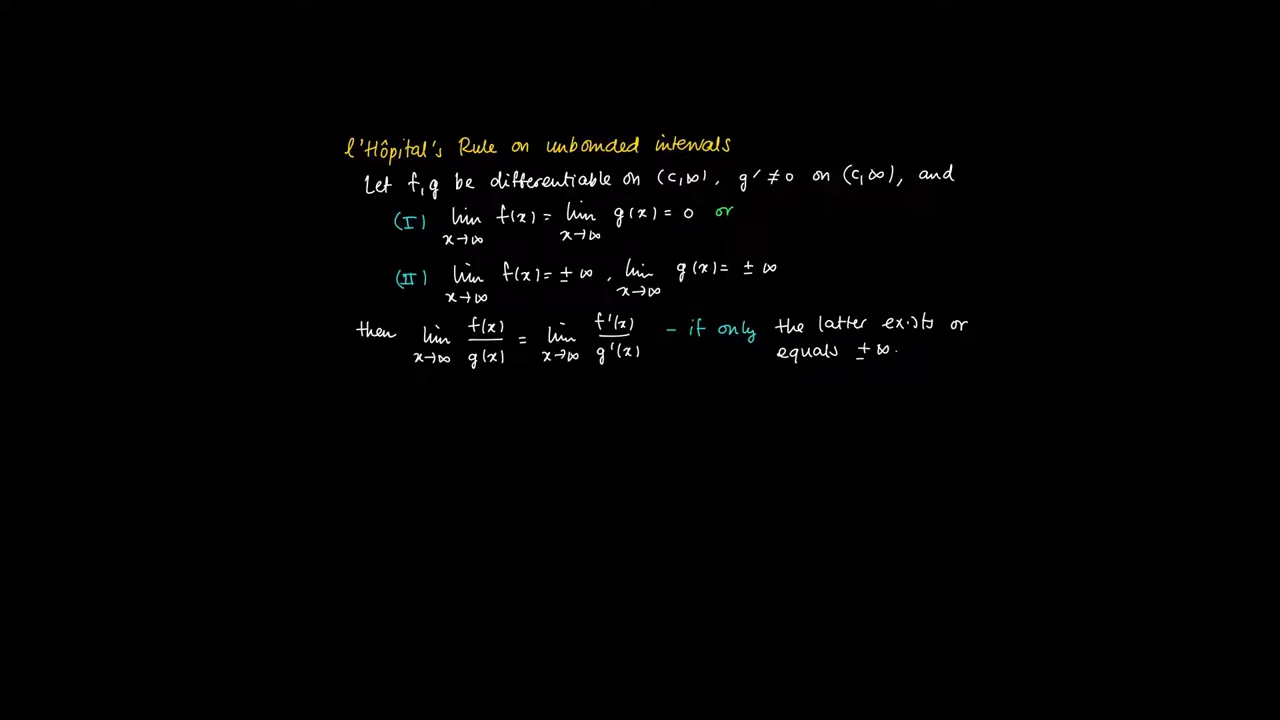 l'Hôpital's Rule on unbounded intervals
Let f, g be differentiable on (c, ∞), g' ≠ 0 on (c, ∞), and
(I) lim x→∞ f(x) = lim x→∞ g(x) = 0 or
(II) lim x→∞ f(x) = ± ∞, lim x→∞ g(x) = ± ∞
then lim x→∞ f(x)/g(x) = lim x→∞ f'(x)/g'(x) - if only the latter exists or
equals ± ∞.